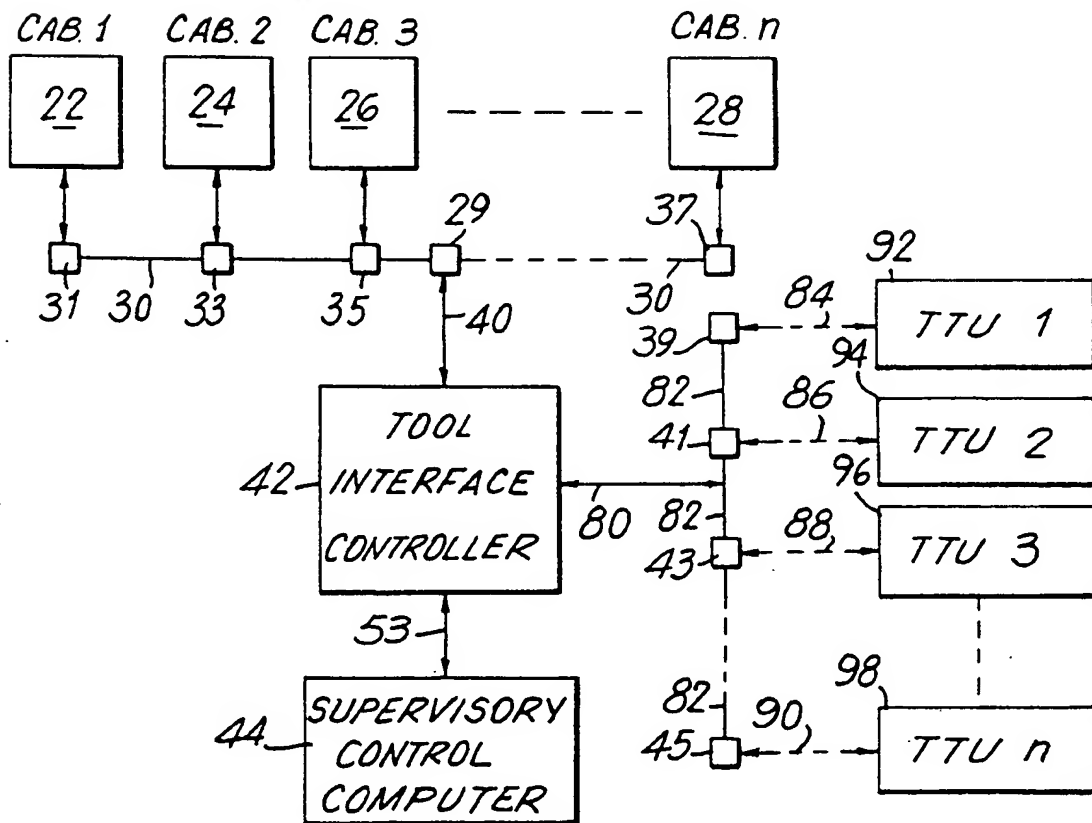 CAB. 1 CAB. 2 CAB. 3 CAB. n
22 24 26 28
29 37
31 30 33 35 40 30
92
84 TTU 1
39
94
82 86
41 TTU 2
96
TOOL
42 INTERFACE 80 82 88
CONTROLLER 43 TTU 3
53
98
82 90
44 SUPERVISORY 45 TTU n
CONTROL
COMPUTER